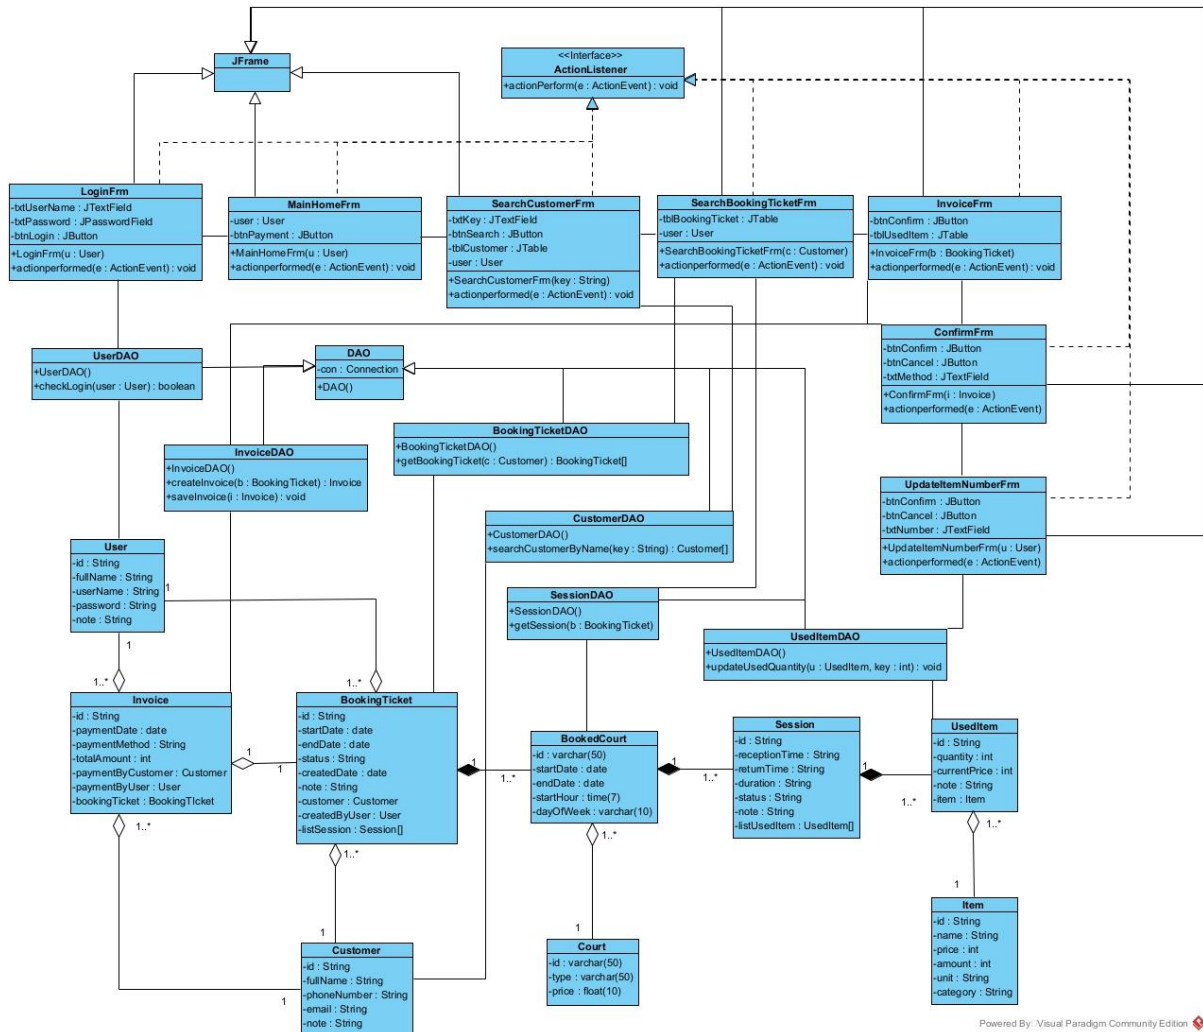 JFrame
<<Interface>>
ActionListener
+actionPerform(e : ActionEvent) : void
LoginFrm
-txtUserName : JTextField
-txtPassword : JPasswordField
-btnLogin : JButton
+LoginFrm(u : User)
+actionperformed(e : ActionEvent) : void
MainHomeFrm
-user : User
-btnPayment : JButton
+MainHomeFrm(u : User)
+actionperformed(e : ActionEvent) : void
SearchCustomerFrm
-txtKey : JTextField
-btnSearch : JButton
-tblCustomer : JTable
-user : User
+SearchCustomerFrm(key : String)
+actionperformed(e : ActionEvent) : void
SearchBookingTicketFrm
-tblBookingTicket : JTable
-user : User
+SearchBookingTicketFrm(c : Customer)
+actionperformed(e : ActionEvent) : void
InvoiceFrm
-btnConfirm : JButton
-tblUsedItem : JTable
+InvoiceFrm(b : BookingTicket)
+actionperformed(e : ActionEvent) : void
UserDAO
+UserDAO()
+checkLogin(user : User) : boolean
DAO
-con : Connection
+DAO()
ConfirmFrm
-btnConfirm : JButton
-btnCancel : JButton
-txtMethod : JTextField
+ConfirmFrm(i : Invoice)
+actionperformed(e : ActionEvent)
InvoiceDAO
+InvoiceDAO()
+createInvoice(b : BookingTicket) : Invoice
+saveInvoice(i : Invoice) : void
BookingTicketDAO
+BookingTicketDAO()
+getBookingTicket(c : Customer) : BookingTicket[]
UpdateItemNumberFrm
-btnConfirm : JButton
-btnCancel : JButton
-txtNumber : JTextField
+UpdateItemNumberFrm(u : User)
+actionperformed(e : ActionEvent)
CustomerDAO
+CustomerDAO()
+searchCustomerByName(key : String) : Customer[]
User
-id : String
-fullName : String
-userName : String
-password : String
-note : String
1
1
SessionDAO
+SessionDAO()
+getSession(b : BookingTicket)
UsedItemDAO
+UsedItemDAO()
+updateUsedQuantity(u : UsedItem, key : int) : void
1..*
1..*
Invoice
-id : String
-paymentDate : date
-paymentMethod : String
-totalAmount : int
-paymentByCustomer : Customer
-paymentByUser : User
-bookingTicket : BookingTIcket
1
1
BookingTicket
-id : String
-startDate : date
-endDate : date
-status : String
-createdDate : date
-note : String
-customer : Customer
-createdByUser : User
-listSession : Session[]
1
1..*
BookedCourt
-id : varchar(50)
-startDate : date
-endDate : date
-startHour : time(7)
-dayOfWeek : varchar(10)
1
1..*
Session
-id : String
-receptionTime : String
-returnTime : String
-duration : String
-status : String
-note : String
-listUsedItem : UsedItem[]
1
1..*
UsedItem
-id : String
-quantity : int
-currentPrice : int
-note : String
-item : Item
1..*
1..*
1..*
1..*
1
1
1
1
Customer
-id : String
-fullName : String
-phoneNumber : String
-email : String
-note : String
Court
-id : varchar(50)
-type : varchar(50)
-price : float(10)
Item
-id : String
-name : String
-price : int
-amount : int
-unit : String
-category : String
Powered By: Visual Paradigm Community Edition